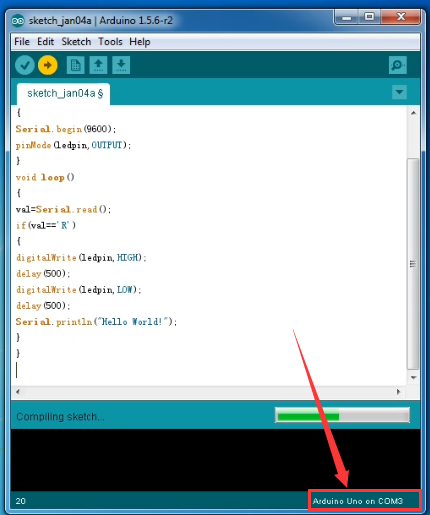 sketch_jan04a | Arduino 1.5.6-r2
File Edit Sketch Tools Help
sketch_jan04a §
{
Serial.begin(9600);
pinMode(ledpin,OUTPUT);
}
void loop()
{
val=Serial.read();
if(val=='R')
{
digitalWrite(ledpin,HIGH);
delay(500);
digitalWrite(ledpin,LOW);
delay(500);
Serial.println("Hello World!");
}
}
Compiling sketch...
20
Arduino Uno on COM3